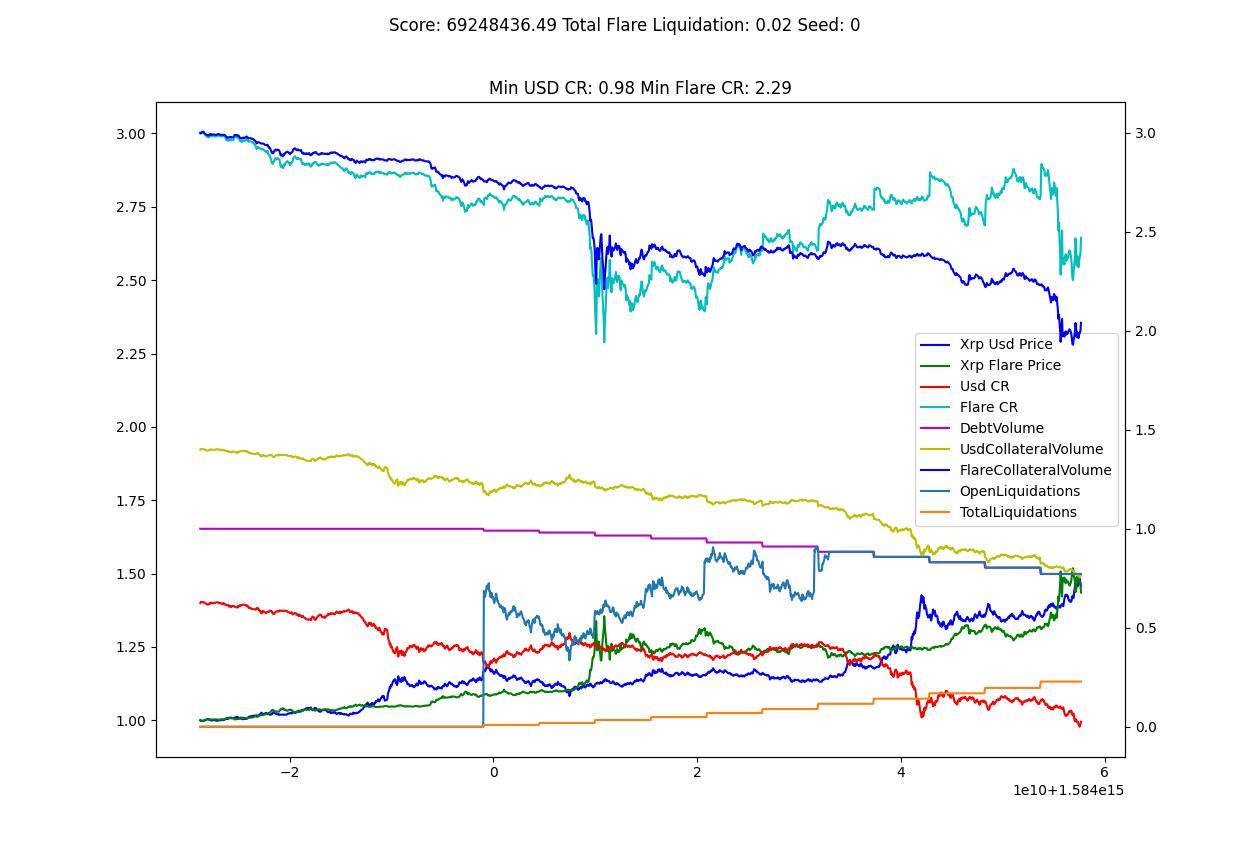 Score: 69248436.49 Total Flare Liquidation: 0.02 Seed: 0
Min USD CR: 0.98 Min Flare CR: 2.29
3.00
2.75
2.50
2.25
2.00
1.75
1.50
1.25
1.00
3.0
2.5
2.0
1.5
1.0
0.5
0.0
Xrp Usd Price
Xrp Flare Price
Usd CR
Flare CR
DebtVolume
UsdCollateralVolume
FlareCollateralVolume
OpenLiquidations
TotalLiquidations
−2 0 2 4 6
1e10+1.584e15